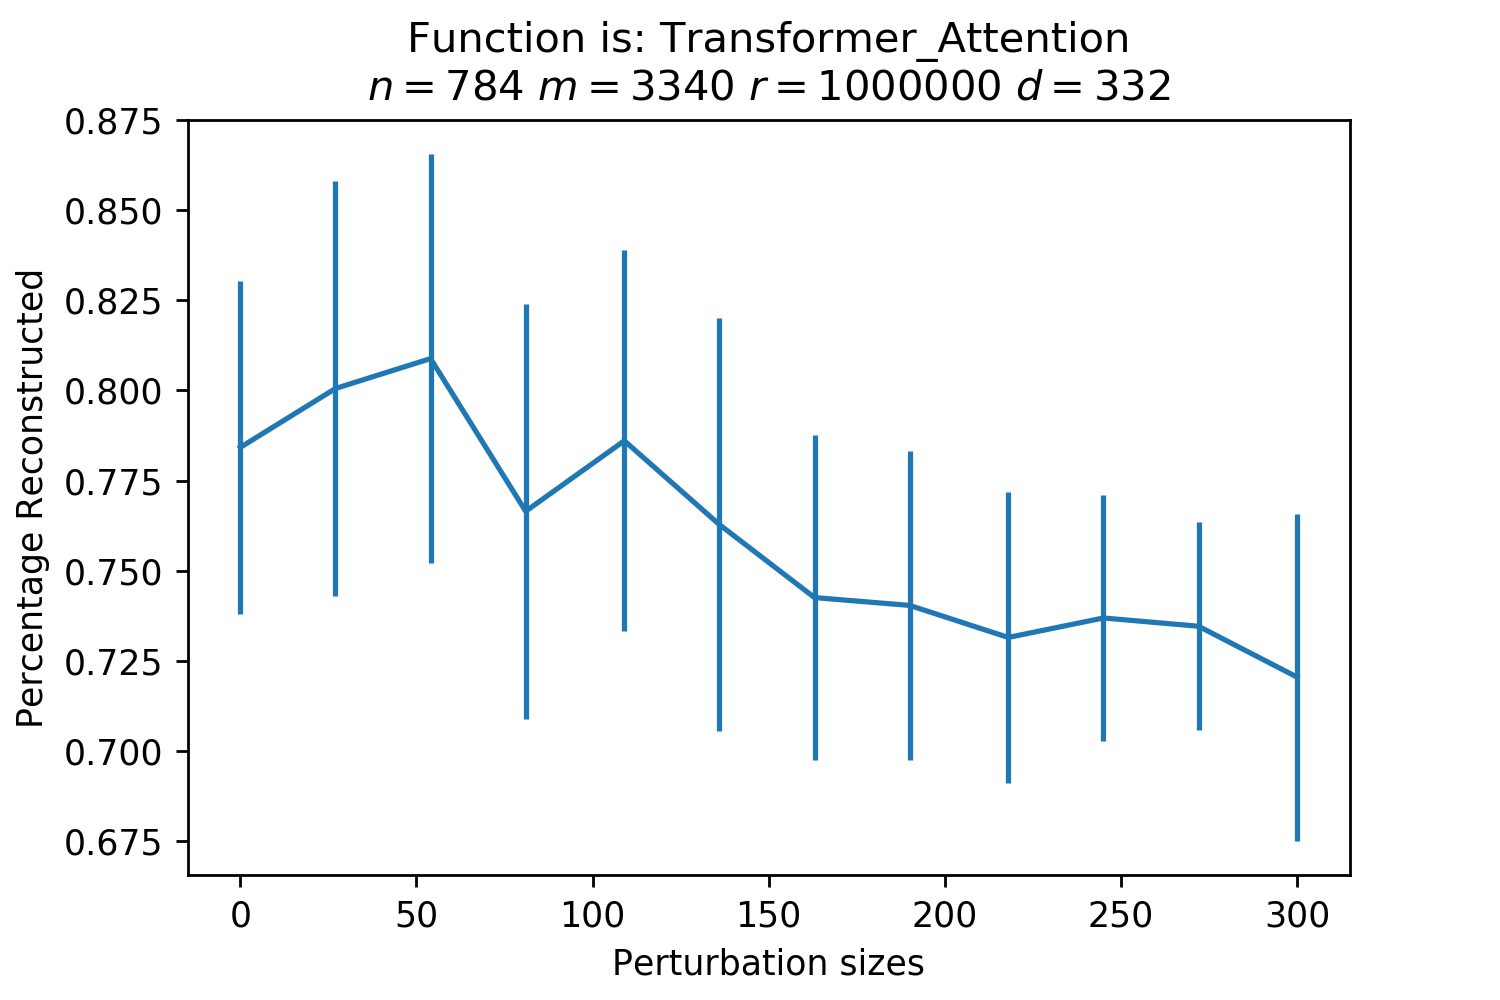 Function is: Transformer_Attention
n = 784 m = 3340 r = 1000000 d = 332
0.875
0.850
0.825
0.800
0.775
0.750
0.725
0.700
0.675
Percentage Reconstructed
0 50 100 150 200 250 300
Perturbation sizes